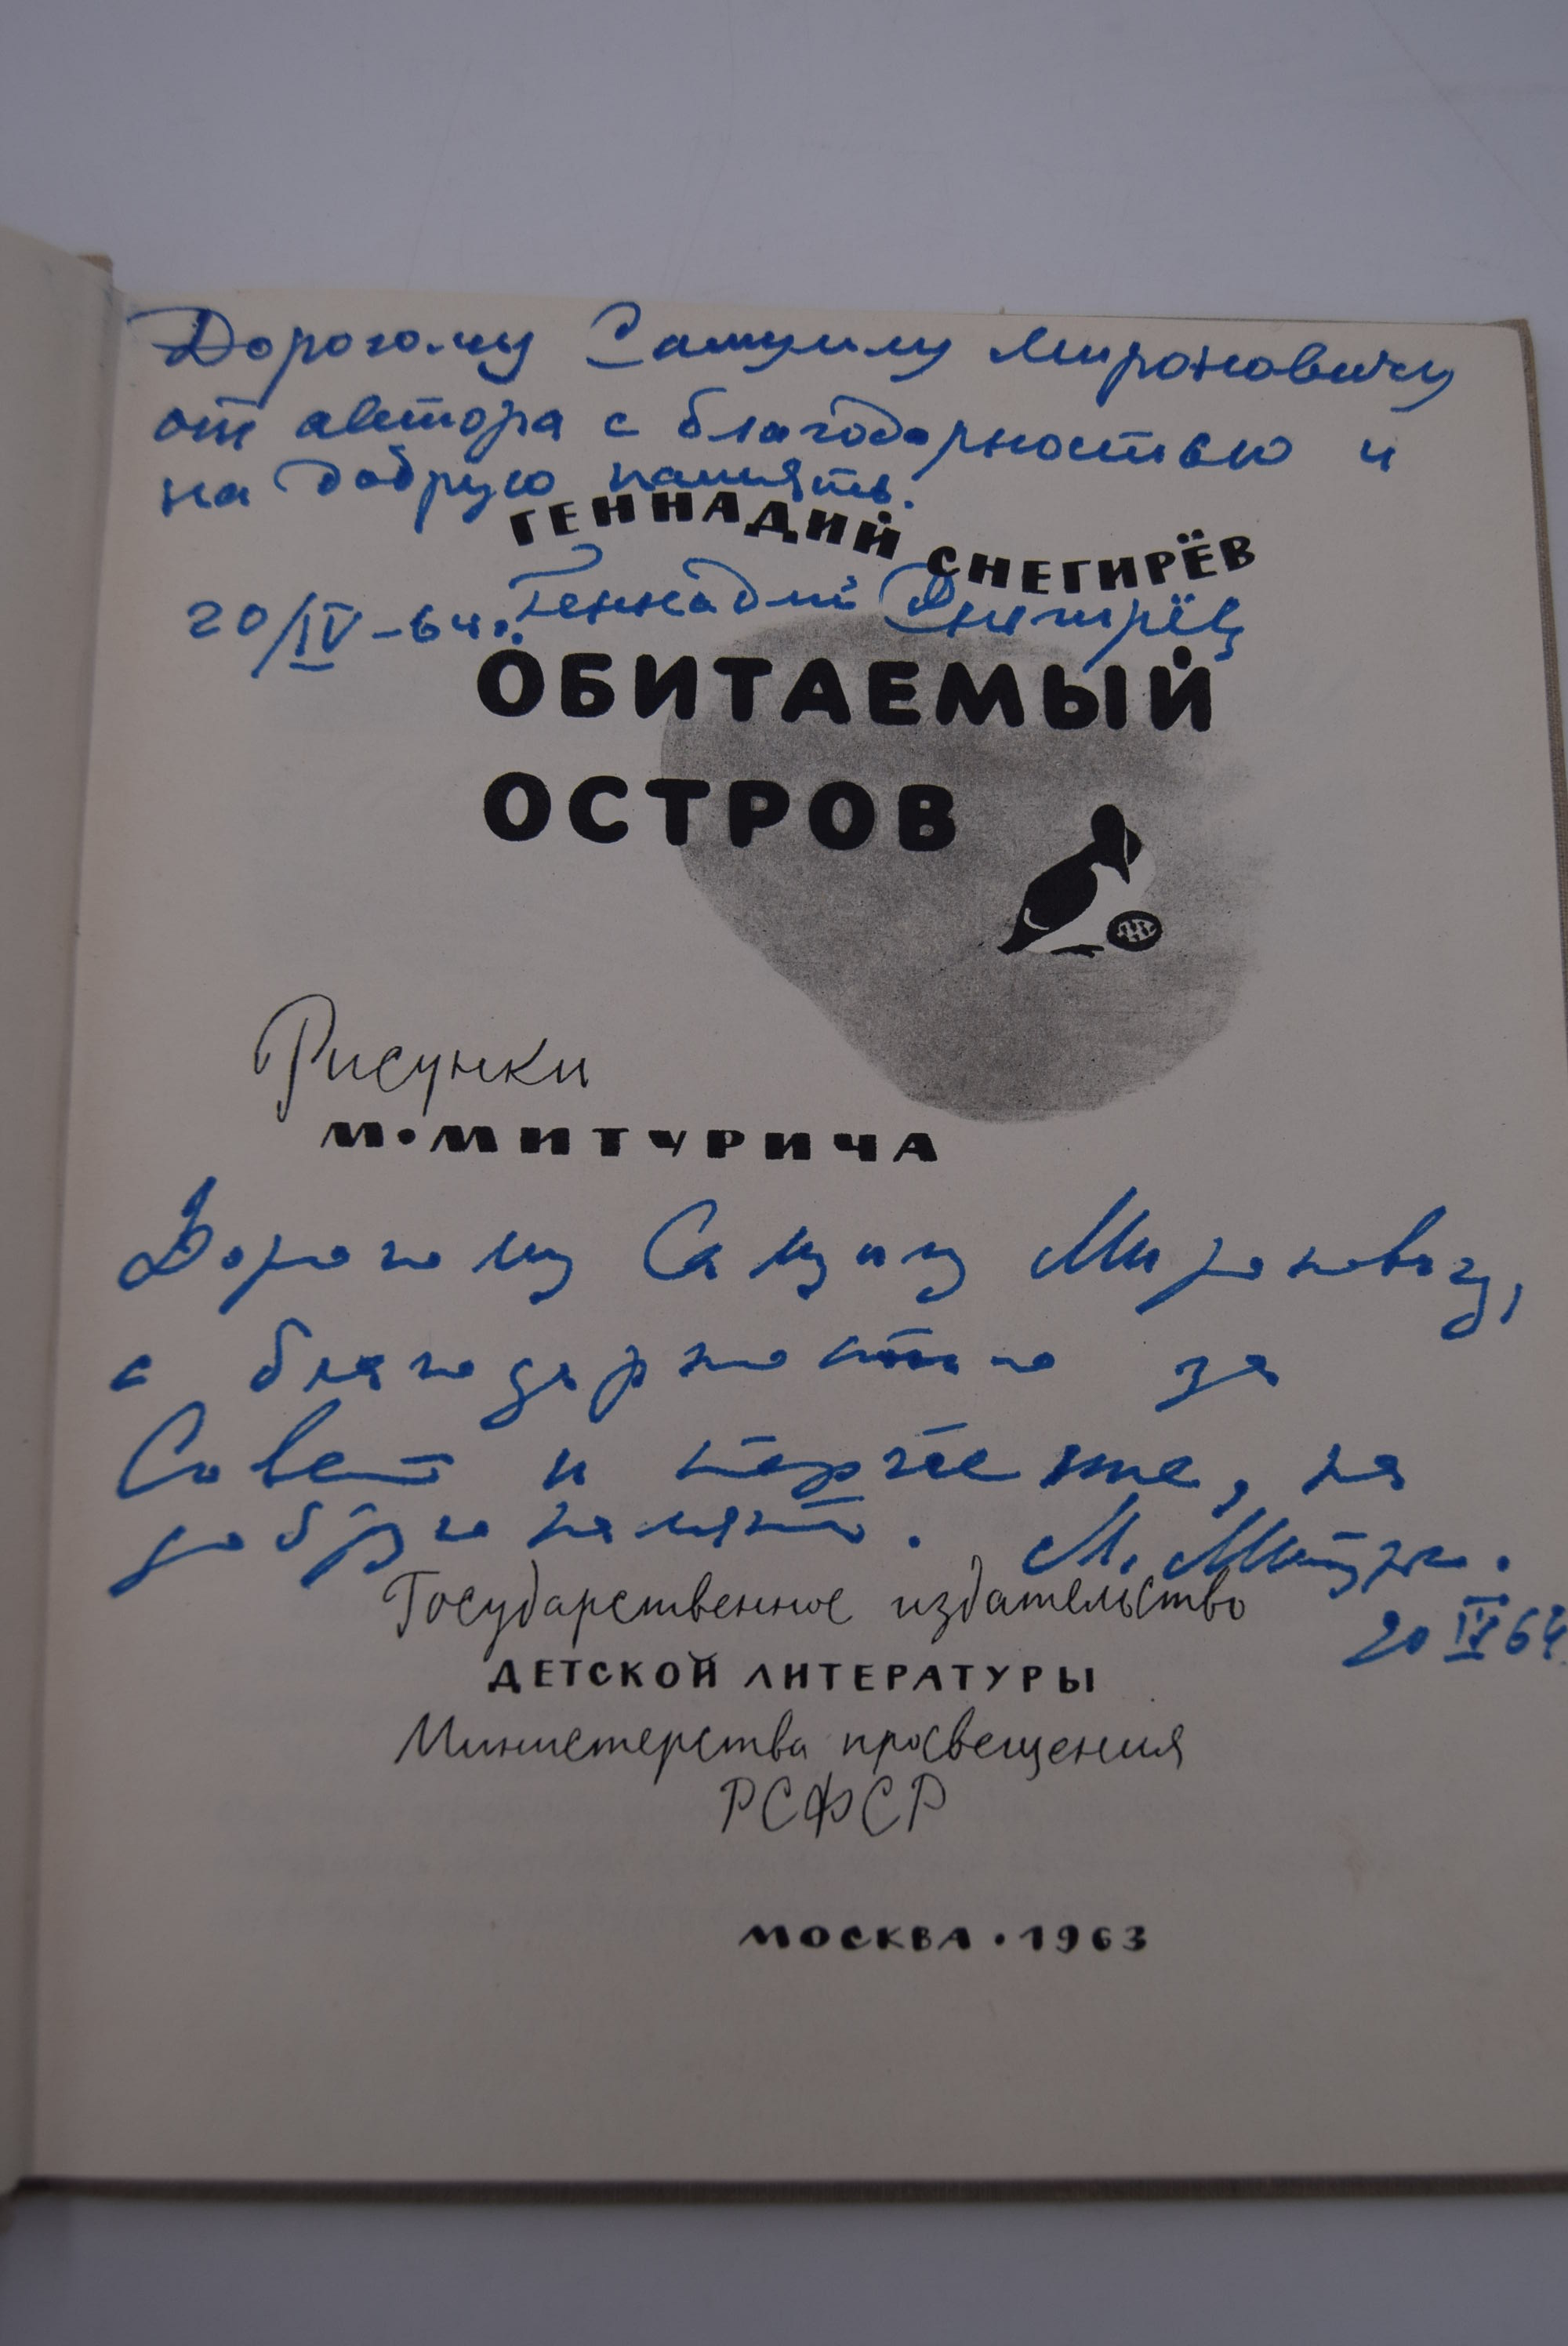 Дорогому Самуилу Мироновичу
от автора с благодарностью и
на добрую память.
ГЕННАДИЙ СНЕГИРЁВ
20/IV-64. Геннадий Снегирёв
ОБИТАЕМЫЙ
ОСТРОВ
Рисунки
М. МИТУРИЧА
Дорогому Самуилу Мироновичу,
с благодарностью за
Совет и, на
добрую память. М. Митурич.
20 IV 64
Государственное издательство
ДЕТСКОЙ ЛИТЕРАТУРЫ
Министерства просвещения
РСФСР
МОСКВА · 1963